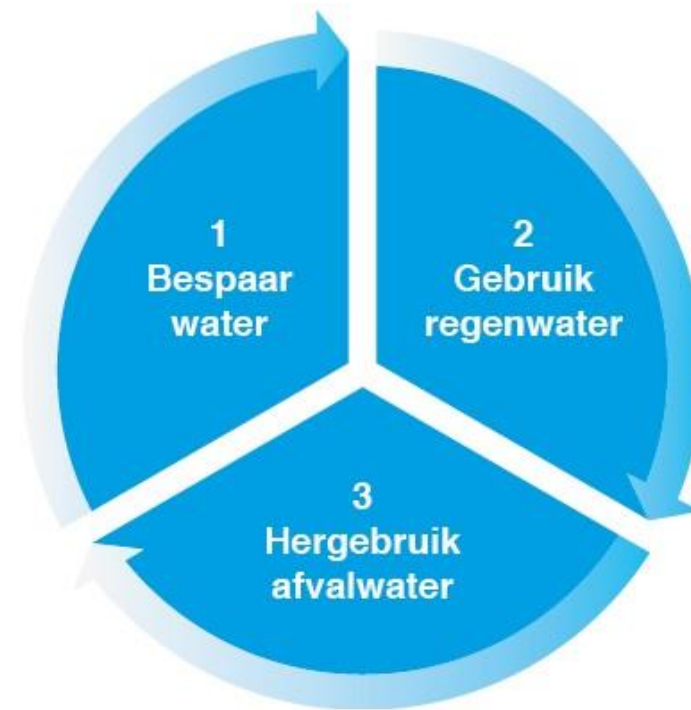 1
Bespaar
water
2
Gebruik
regenwater
3
Hergebruik
afvalwater